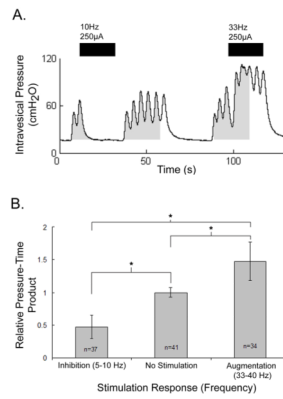 A.
10Hz
250μA
33Hz
250μA
Intravesical Pressure
(cmH2O)
120
80
40
0
0
50
100
Time (s)
B.
Relative Pressure-Time
Product
2
1.5
1
0.5
0
*
*
*
n=37
n=41
n=34
Inhibition (5-10 Hz)
No Stimulation
Augmentation
(33-40 Hz)
Stimulation Response (Frequency)